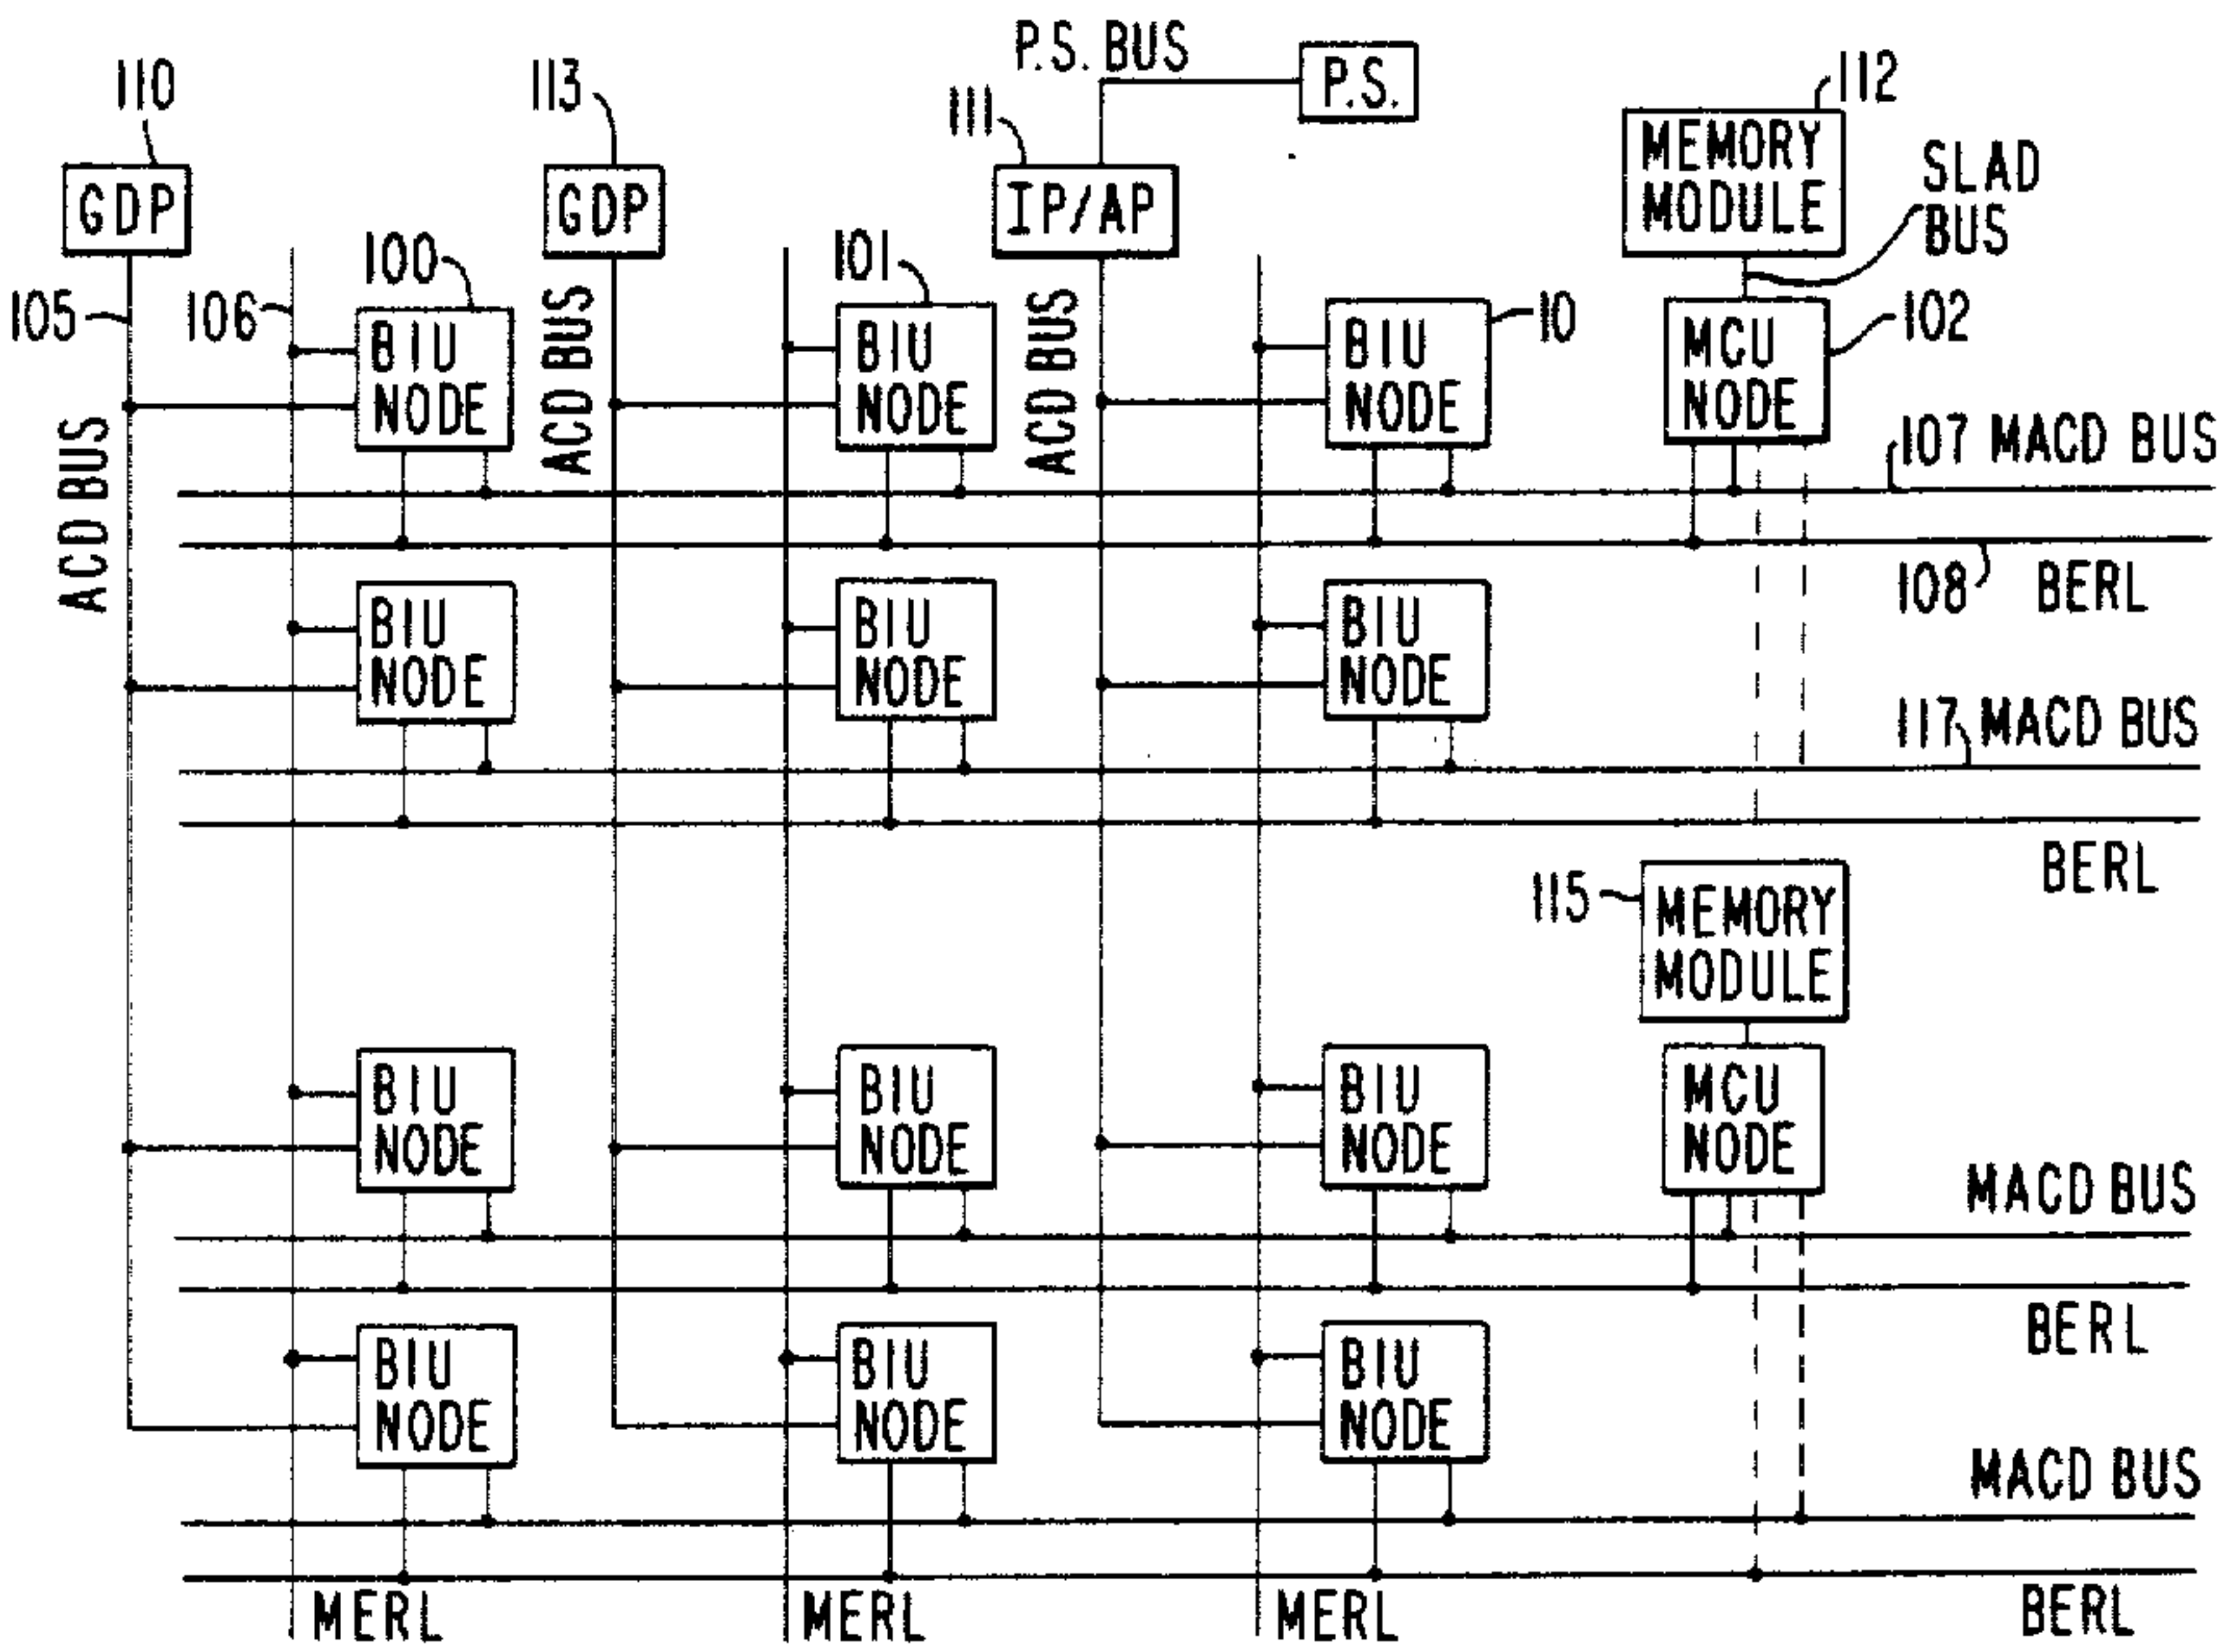 P.S. BUS
P.S.
110
113
111
112
GDP
GDP
IP/AP
MEMORY
MODULE
SLAD
BUS
105
106
100
ACD BUS
101
ACD BUS
10
102
BIU
NODE
BIU
NODE
BIU
NODE
MCU
NODE
ACD BUS
107 MACD BUS
108 BERL
BIU
NODE
BIU
NODE
BIU
NODE
117 MACD BUS
BERL
115
MEMORY
MODULE
BIU
NODE
BIU
NODE
BIU
NODE
MCU
NODE
MACD BUS
BERL
BIU
NODE
BIU
NODE
BIU
NODE
MACD BUS
BERL
MERL
MERL
MERL